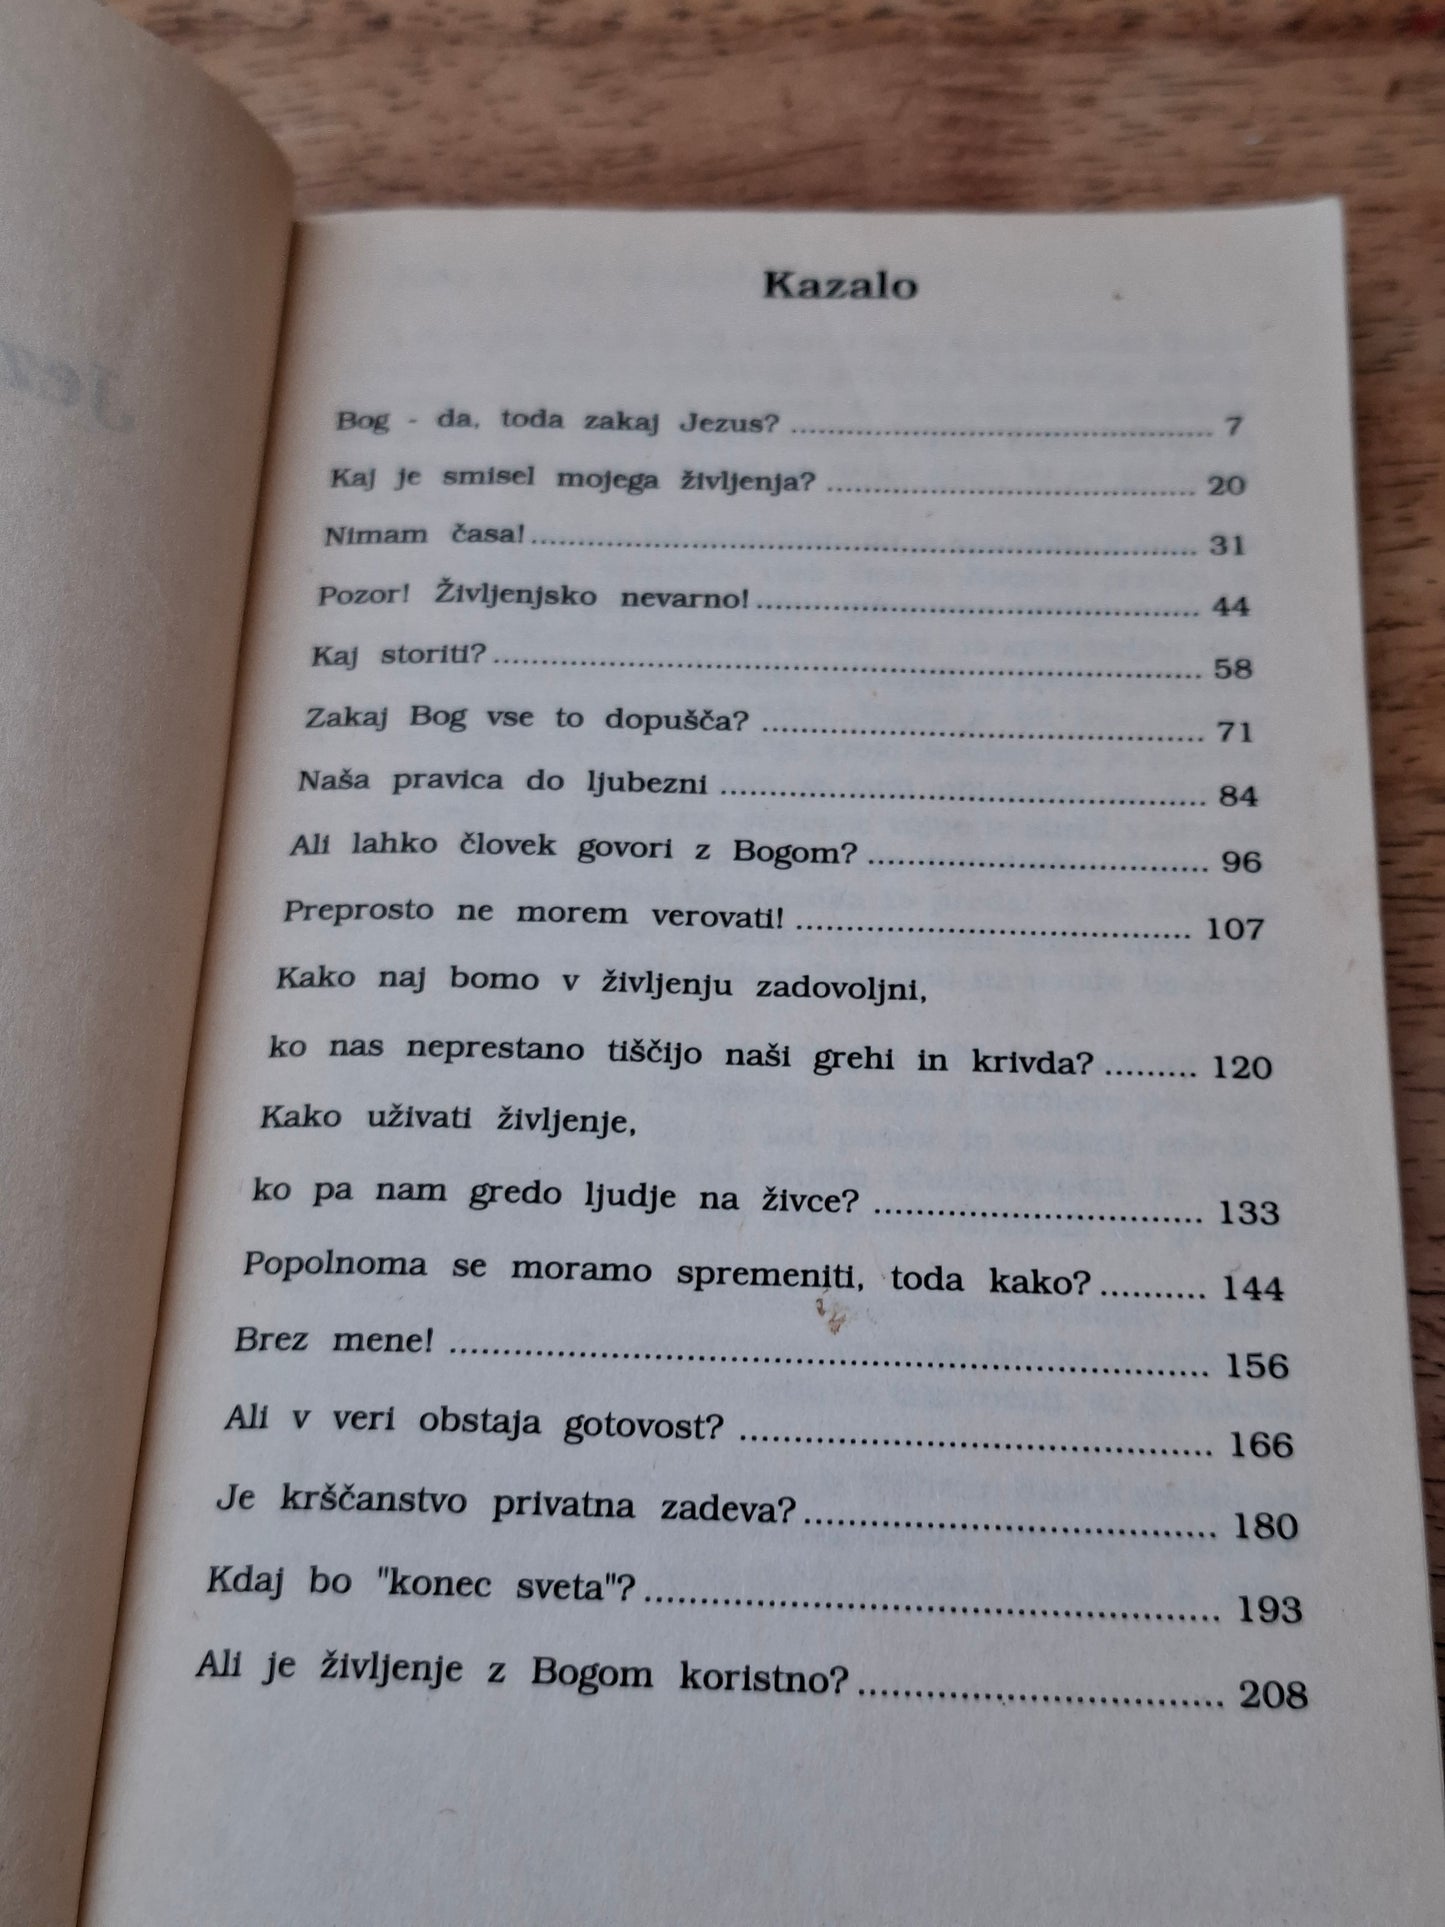 Kazalo
Bog - da, toda zakaj Jezus? ........................................ 7
Kaj je smisel mojega življenja? ................................... 20
Nimam časa! ................................................................ 31
Pozor! Življenjsko nevarno! .......................................... 44
Kaj storiti? .................................................................... 58
Zakaj Bog vse to dopušča? .......................................... 71
Naša pravica do ljubezni .............................................. 84
Ali lahko človek govori z Bogom? ................................ 96
Preprosto ne morem verovati! ..................................... 107
Kako naj bomo v življenju zadovoljni,
ko nas neprestano tiščijo naši grehi in krivda? ......... 120
Kako uživati življenje,
ko pa nam gredo ljudje na živce? ................................ 133
Popolnoma se moramo spremeniti, toda kako? .......... 144
Brez mene! .................................................................... 156
Ali v veri obstaja gotovost? .......................................... 166
Je krščanstvo privatna zadeva? ................................... 180
Kdaj bo "konec sveta"? ................................................. 193
Ali je življenje z Bogom koristno? ................................ 208